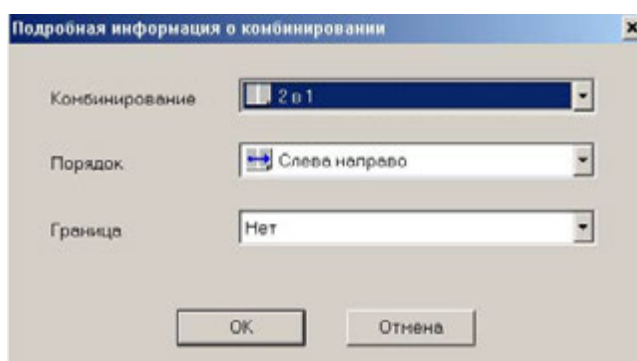 Подробная информация о комбинировании
Комбинирование 2 в 1
Порядок Слева направо
Граница Нет
OK Отмена